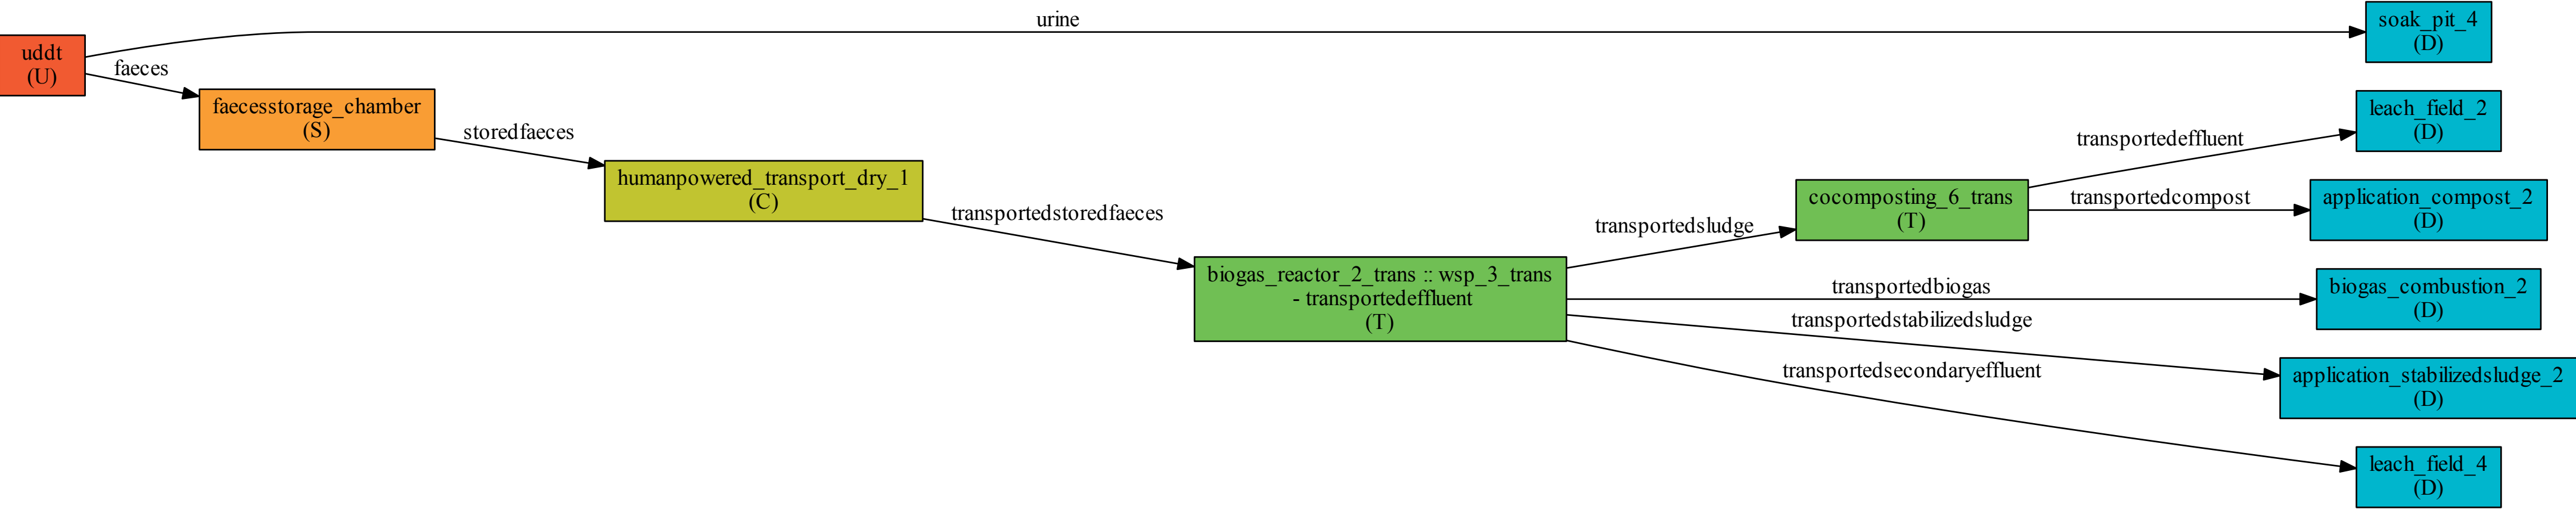 urine
uddt
(U)
faeces
faecesstorage_chamber
(S)
storedfaeces
humanpowered_transport_dry_1
(C)
transportedstoredfaeces
biogas_reactor_2_trans :: wsp_3_trans
- transportedeffluent
(T)
transportedsludge
cocomposting_6_trans
(T)
transportedbiogas
transportedstabilizedsludge
transportedsecondaryeffluent
transportedeffluent
transportedcompost
soak_pit_4
(D)
leach_field_2
(D)
application_compost_2
(D)
biogas_combustion_2
(D)
application_stabilizedsludge_2
(D)
leach_field_4
(D)